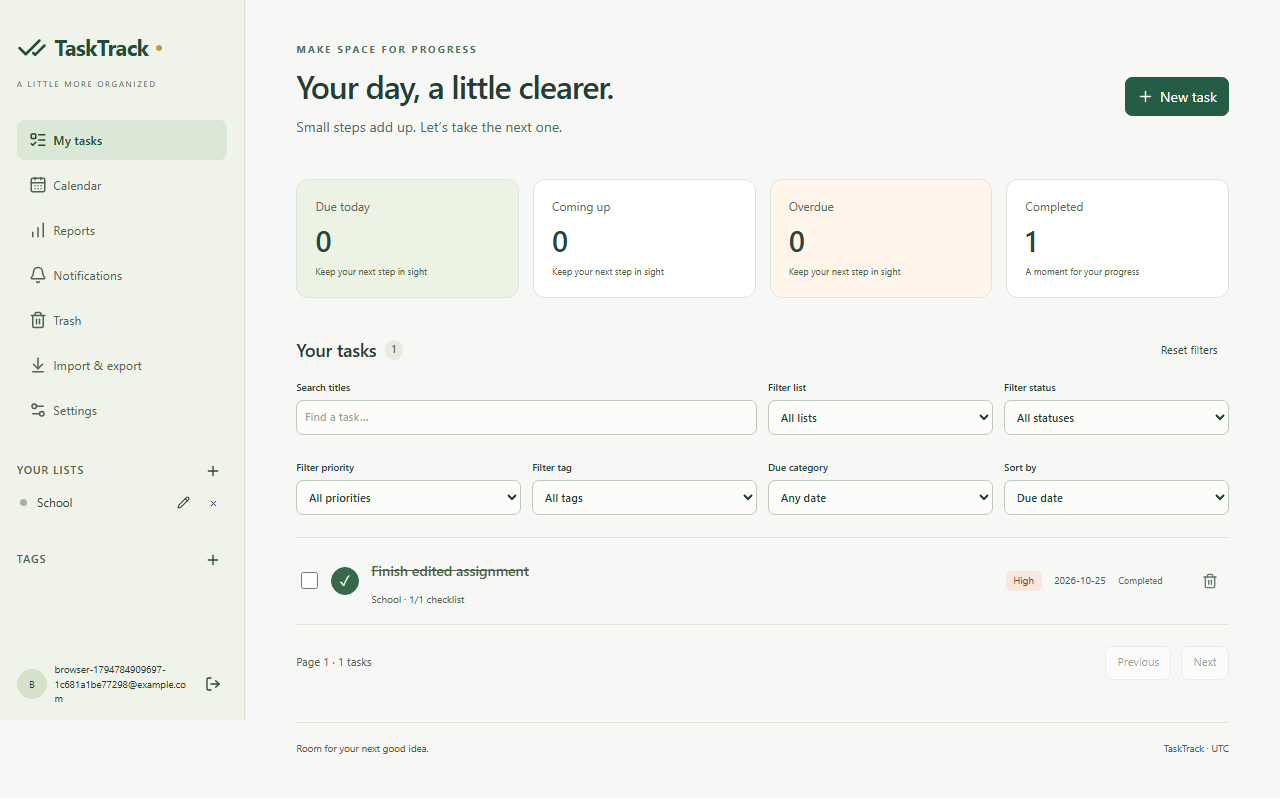 TaskTrack
A LITTLE MORE ORGANIZED
My tasks
Calendar
Reports
Notifications
Trash
Import & export
Settings
YOUR LISTS
School
TAGS
B
browser-1794784909697-
1c681a1be77298@example.co
m
MAKE SPACE FOR PROGRESS
Your day, a little clearer.
Small steps add up. Let’s take the next one.
+ New task
Due today
0
Keep your next step in sight
Coming up
0
Keep your next step in sight
Overdue
0
Keep your next step in sight
Completed
1
A moment for your progress
Your tasks 1
Reset filters
Search titles
Find a task...
Filter list
All lists
Filter status
All statuses
Filter priority
All priorities
Filter tag
All tags
Due category
Any date
Sort by
Due date
Finish edited assignment
School · 1/1 checklist
High 2026-10-25 Completed
Page 1 · 1 tasks
Previous Next
Room for your next good idea.
TaskTrack · UTC